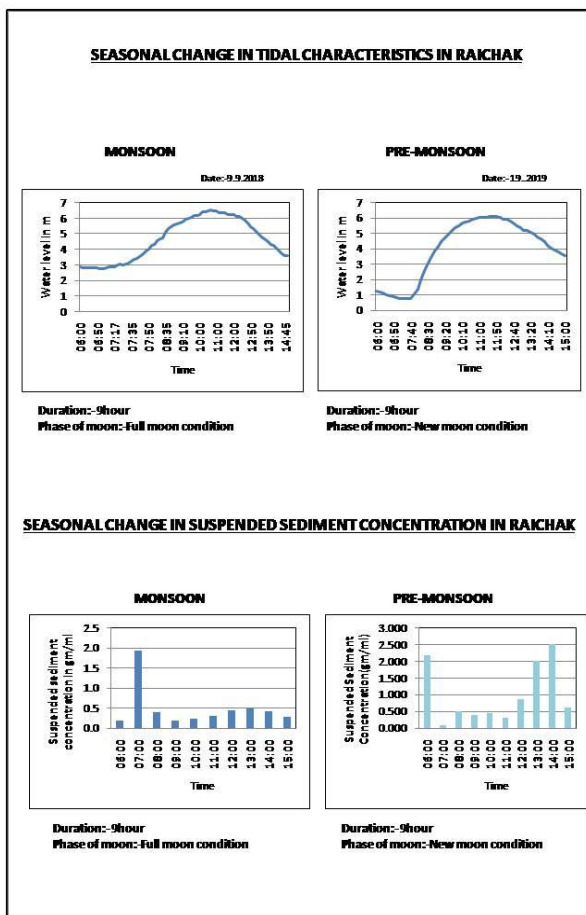 SEASONAL CHANGE IN TIDAL CHARACTERISTICS IN RAICHAK
MONSOON
Date:-9.9.2018
Water level in m
7
6
5
4
3
2
1
0
06:00
06:50
07:17
07:35
07:50
08:35
09:10
10:00
11:00
12:00
12:50
13:50
14:45
Time
Duration:-9hour
Phase of moon:-Full moon condition
PRE-MONSOON
Date:-19..2019
Water level in m
7
6
5
4
3
2
1
0
06:00
06:50
07:40
08:30
09:20
10:10
11:00
11:50
12:40
13:20
14:10
15:00
Time
Duration:-9hour
Phase of moon:-New moon condition
SEASONAL CHANGE IN SUSPENDED SEDIMENT CONCENTRATION IN RAICHAK
MONSOON
Suspended sediment
concentration in gm/ml
2.5
2.0
1.5
1.0
0.5
0.0
06:00
07:00
08:00
09:00
10:00
11:00
12:00
13:00
14:00
15:00
Time
Duration:-9hour
Phase of moon:-Full moon condition
PRE-MONSOON
Suspended Sediment
Concentration(gm/ml)
3.000
2.500
2.000
1.500
1.000
0.500
0.000
06:00
07:00
08:00
09:00
10:00
11:00
12:00
13:00
14:00
15:00
Time
Duration:-9hour
Phase of moon:-New moon condition